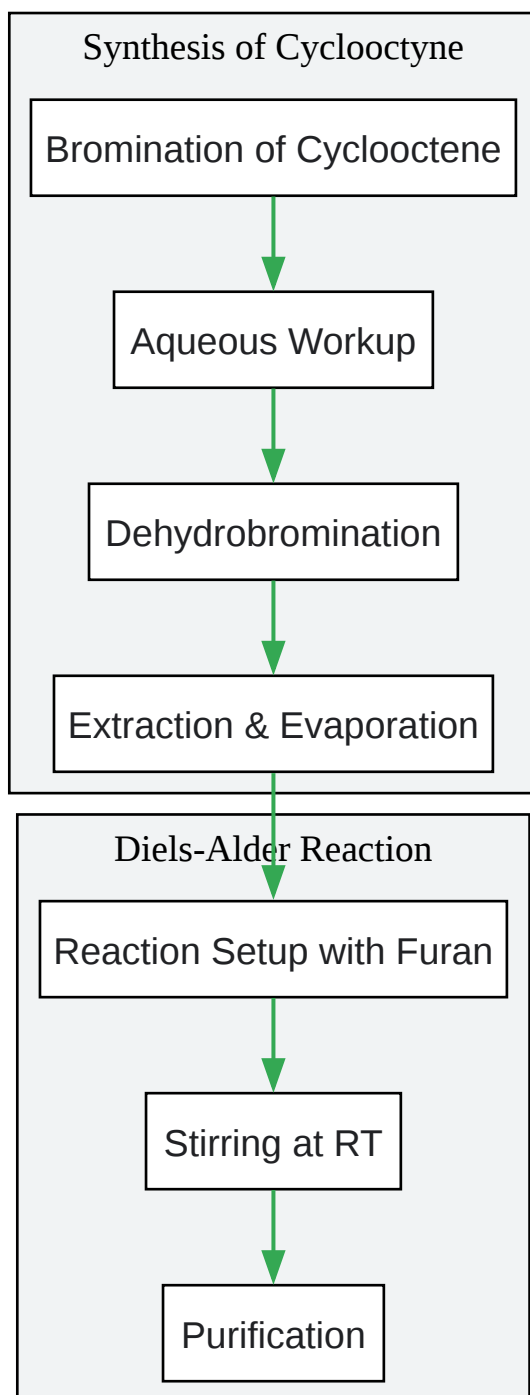 Synthesis of Cyclooctyne
Bromination of Cyclooctene
Aqueous Workup
Dehydrobromination
Extraction & Evaporation
Diels-Alder Reaction
Reaction Setup with Furan
Stirring at RT
Purification